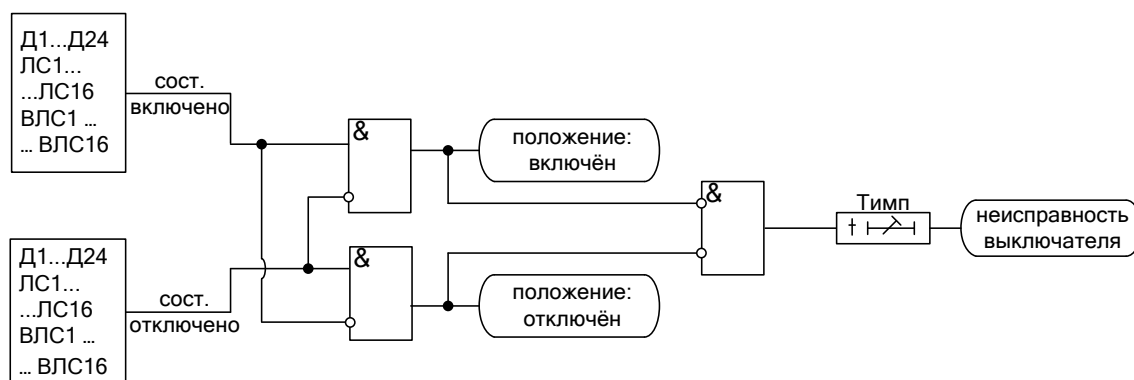 Д1...Д24
ЛС1...
...ЛС16
ВЛС1 ...
... ВЛС16
сост.
включено
&
положение:
включён
&
Тимп
неисправность
выключателя
Д1...Д24
ЛС1...
...ЛС16
ВЛС1 ...
... ВЛС16
сост.
отключено
&
положение:
отключён